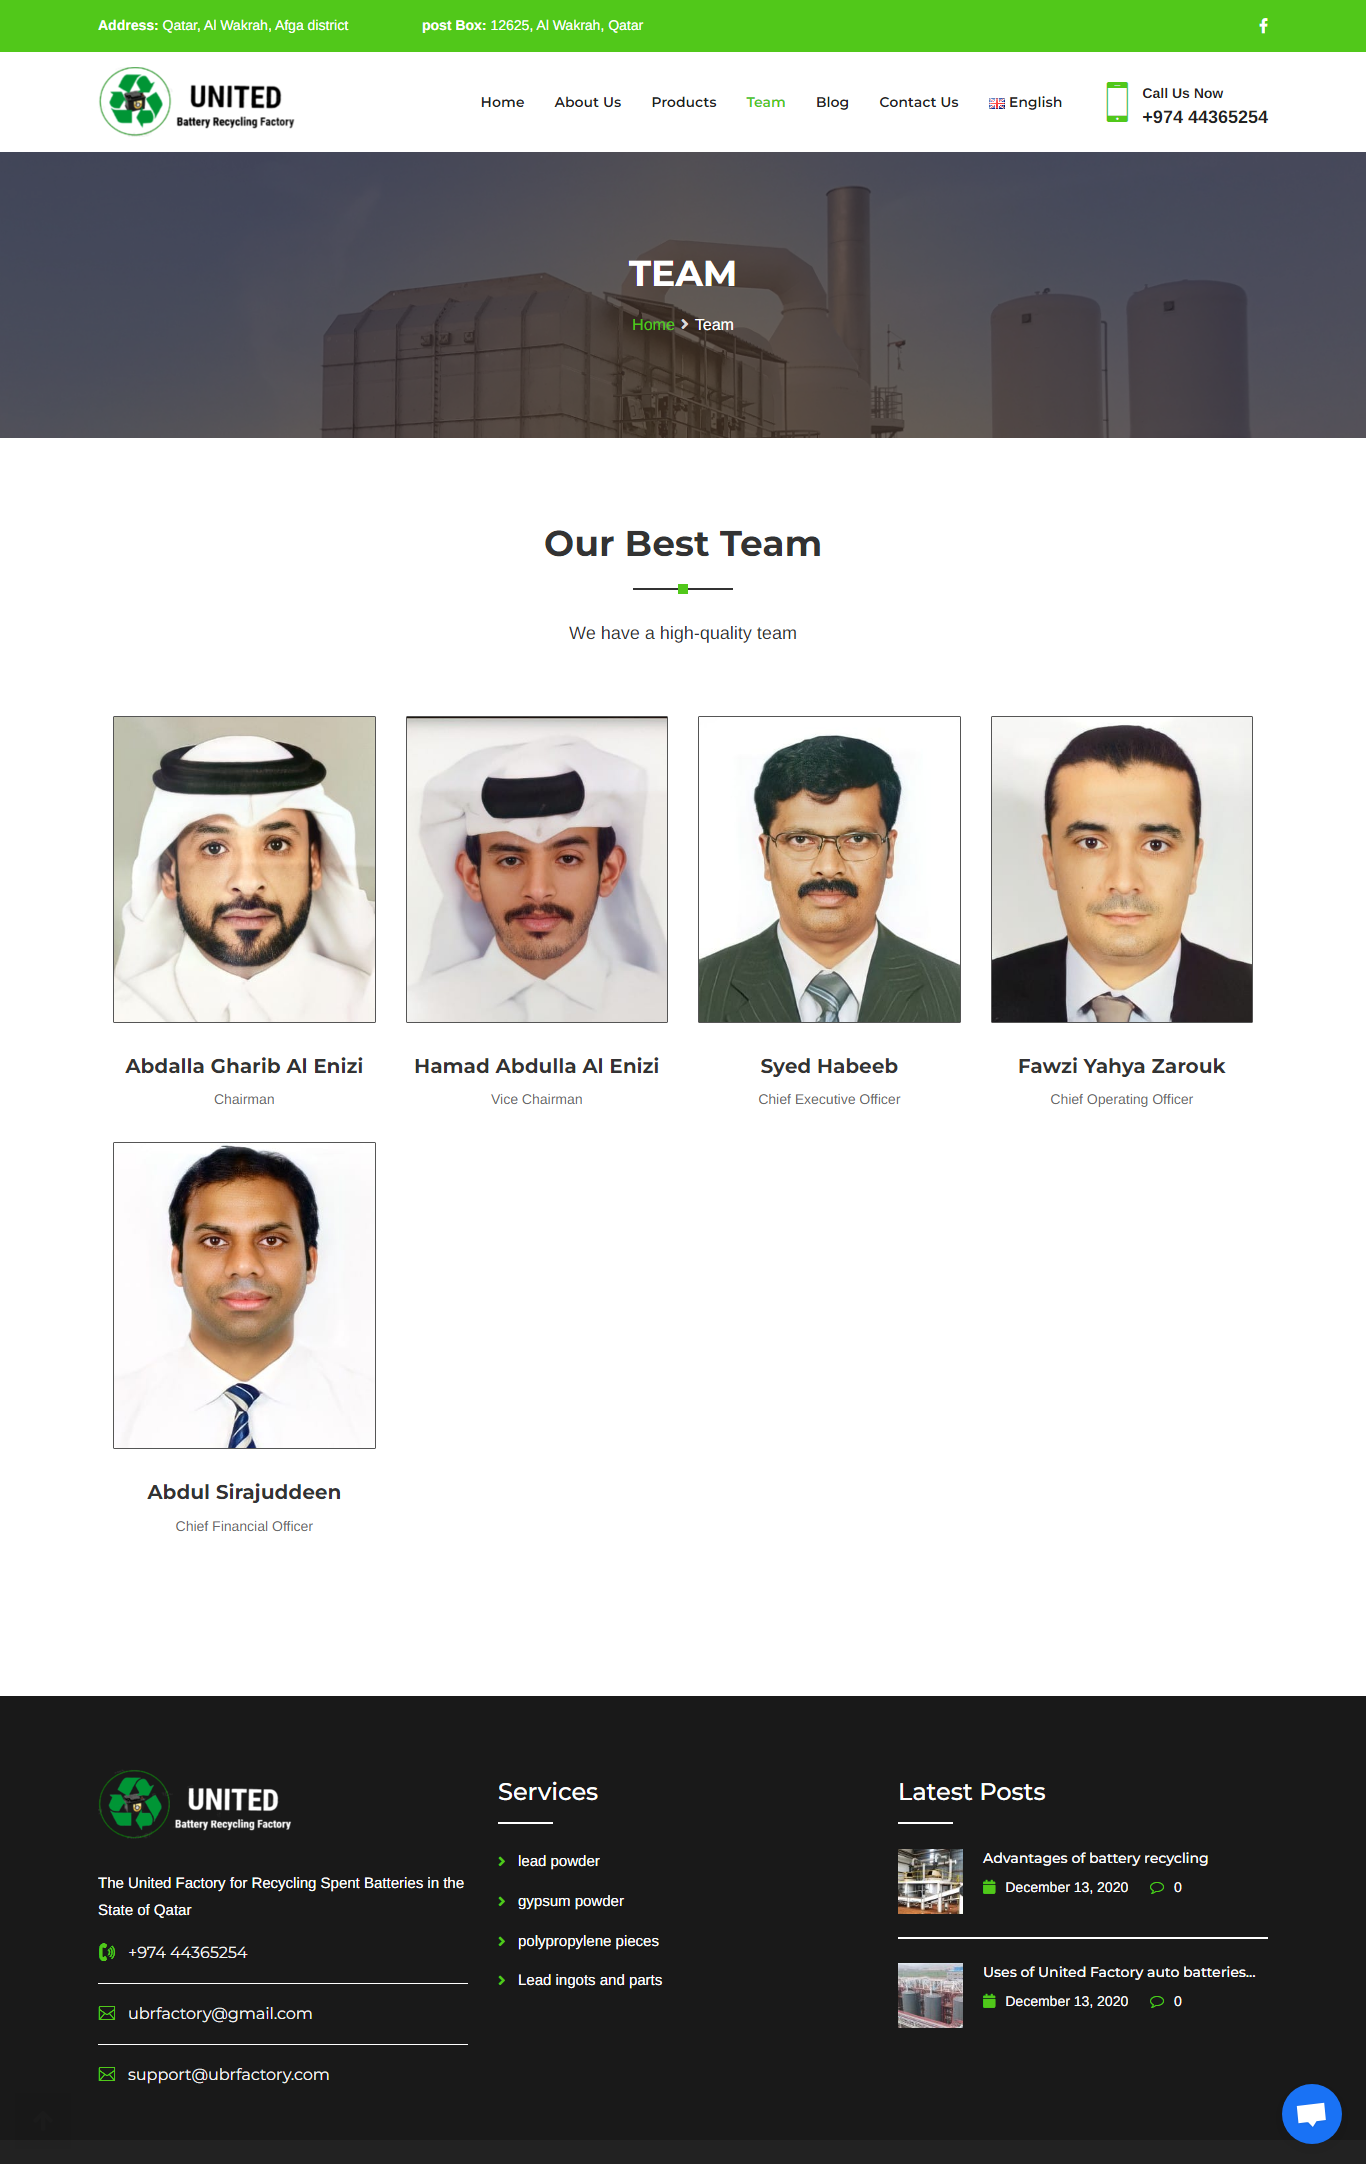 Address: Qatar, Al Wakrah, Afga district
post Box: 12625, Al Wakrah, Qatar
UNITED
Battery Recycling Factory
Home
About Us
Products
Team
Blog
Contact Us
English
Call Us Now
+974 44365254
TEAM
Home
Team
Our Best Team
We have a high-quality team
Abdalla Gharib Al Enizi
Chairman
Hamad Abdulla Al Enizi
Vice Chairman
Syed Habeeb
Chief Executive Officer
Fawzi Yahya Zarouk
Chief Operating Officer
Abdul Sirajuddeen
Chief Financial Officer
UNITED
Battery Recycling Factory
The United Factory for Recycling Spent Batteries in the
State of Qatar
+974 44365254
ubrfactory@gmail.com
support@ubrfactory.com
Services
lead powder
gypsum powder
polypropylene pieces
Lead ingots and parts
Latest Posts
Advantages of battery recycling
December 13, 2020
0
Uses of United Factory auto batteries...
December 13, 2020
0